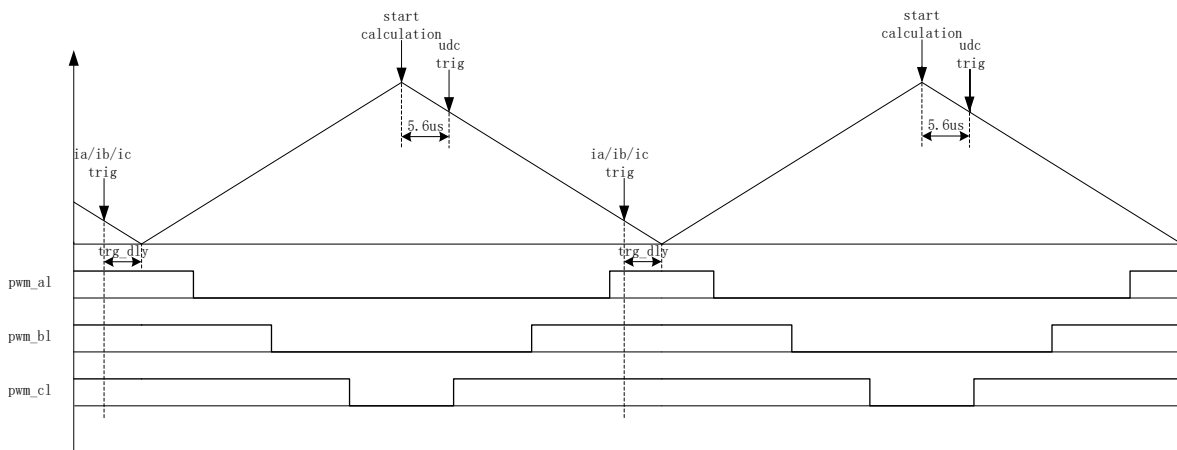 start
calculation
udc
trig
5.6us
ia/ib/ic
trig
trg_dly
start
calculation
udc
trig
5.6us
ia/ib/ic
trig
trg_dly
pwm_al
pwm_bl
pwm_cl